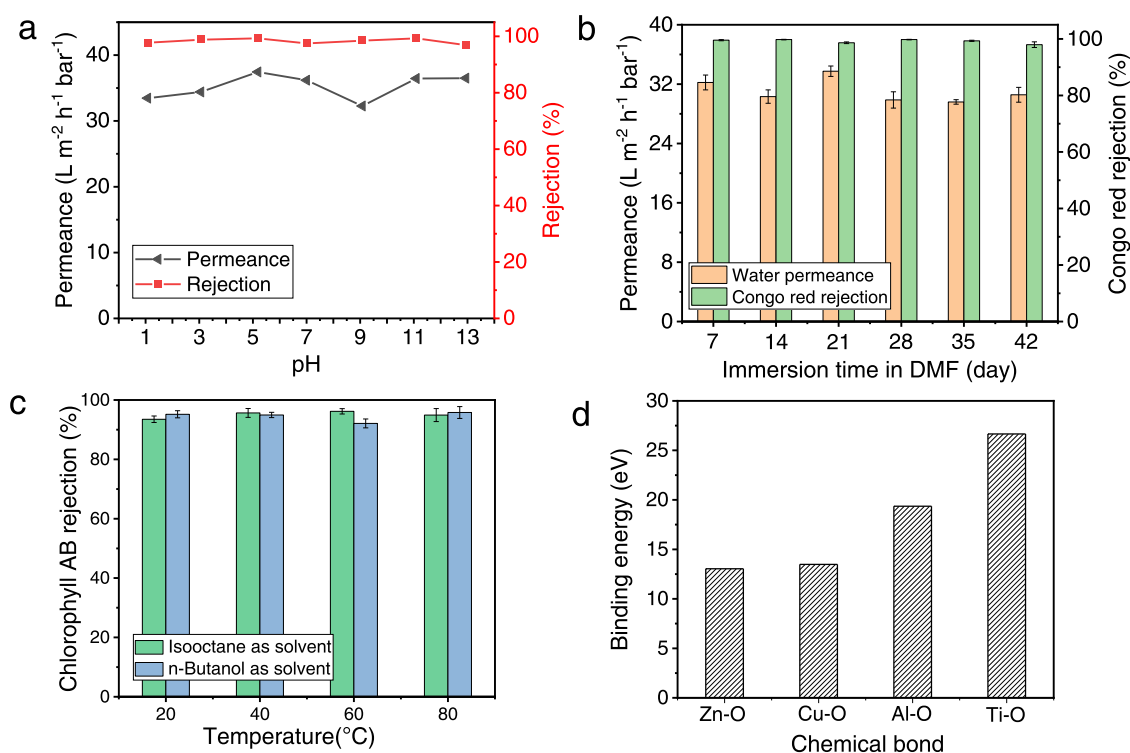 a
Permeance (L m⁻² h⁻¹ bar⁻¹)
40
30
20
10
0
1 3 5 7 9 11 13
pH
Permeance
Rejection
100
80
60
40
20
0
Rejection (%)
b
Permeance (L m⁻² h⁻¹ bar⁻¹)
40
32
24
16
8
0
7 14 21 28 35 42
Immersion time in DMF (day)
Water permeance
Congo red rejection
100
80
60
40
20
0
Congo red rejection (%)
c
Chlorophyll AB rejection (%)
100
90
60
40
20
0
20 40 60 80
Temperature(°C)
Isooctane as solvent
n-Butanol as solvent
d
Binding energy (eV)
30
25
20
15
10
5
0
Zn-O Cu-O Al-O Ti-O
Chemical bond